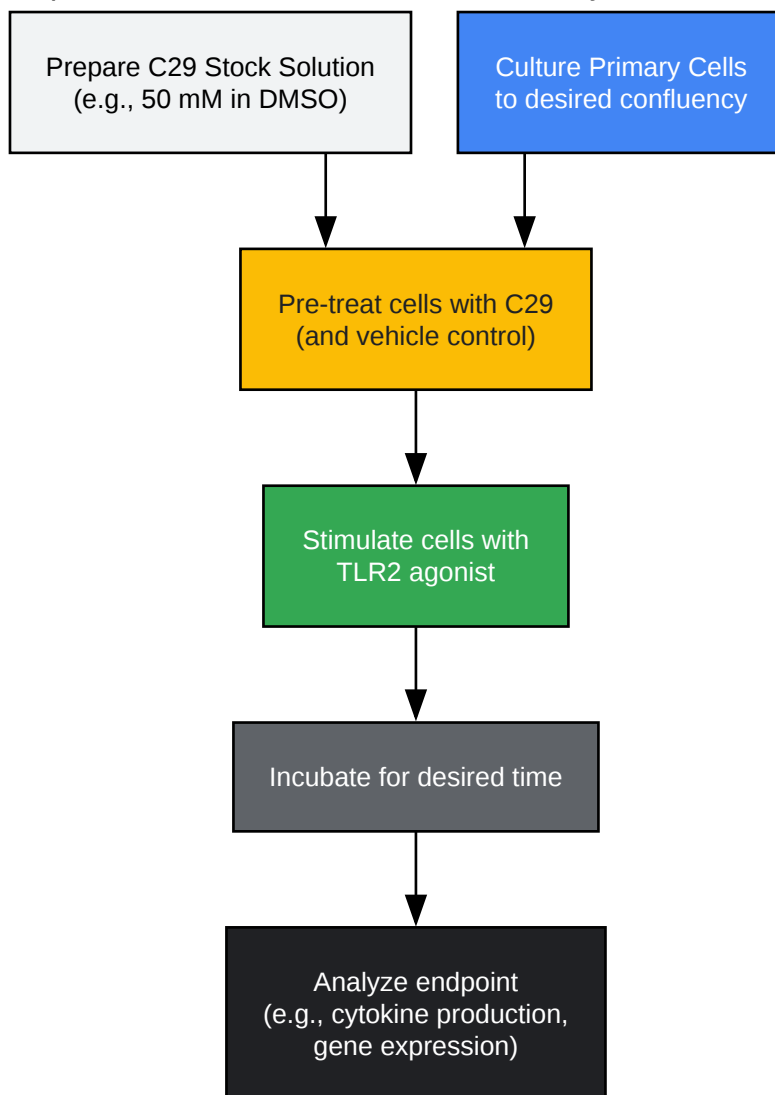 Prepare C29 Stock Solution
(e.g., 50 mM in DMSO)
Culture Primary Cells
to desired confluency
Pre-treat cells with C29
(and vehicle control)
Stimulate cells with
TLR2 agonist
Incubate for desired time
Analyze endpoint
(e.g., cytokine production,
gene expression)